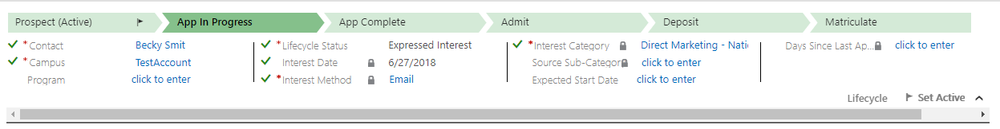 Prospect (Active) App In Progress App Complete Admit Deposit Matriculate
* Contact Becky Smit * Lifecycle Status Expressed Interest * Interest Category Direct Marketing - Natic Days Since Last Ap... click to enter
* Campus TestAccount Interest Date 6/27/2018 Source Sub-Category click to enter
Program click to enter * Interest Method Email Expected Start Date click to enter
Lifecycle Set Active